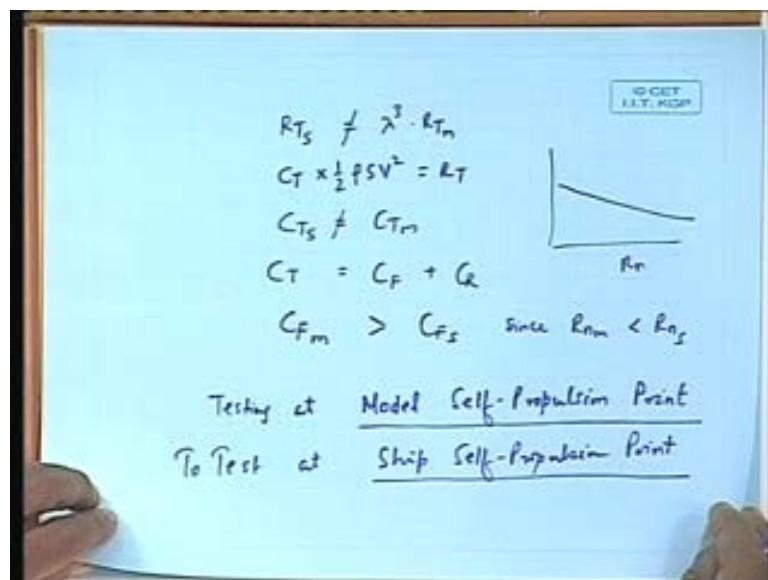 © CET
I.I.T. KGP
RTs ≠ λ³ · RTm
CT × ½ ρSV² = RT
CTs ≠ CTm
CT = CF + CR
Rn
CFm > CFs since Rnm < Rns
Testing at Model Self-Propulsion Point
To Test at Ship Self-Propulsion Point